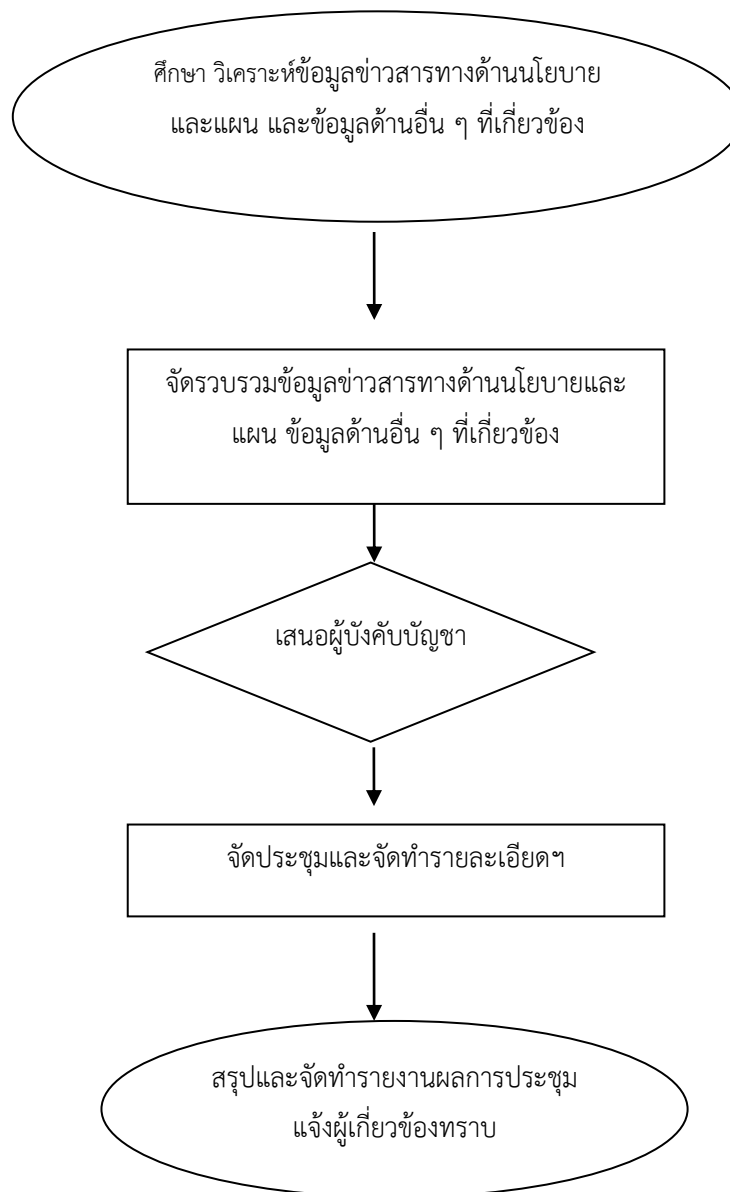 ศึกษา วิเคราะห์ข้อมูลข่าวสารทางด้านนโยบาย
และแผน และข้อมูลด้านอื่น ๆ ที่เกี่ยวข้อง
จัดรวบรวมข้อมูลข่าวสารทางด้านนโยบายและ
แผน ข้อมูลด้านอื่น ๆ ที่เกี่ยวข้อง
เสนอผู้บังคับบัญชา
จัดประชุมและจัดทำรายละเอียดฯ
สรุปและจัดทำรายงานผลการประชุม
แจ้งผู้เกี่ยวข้องทราบ